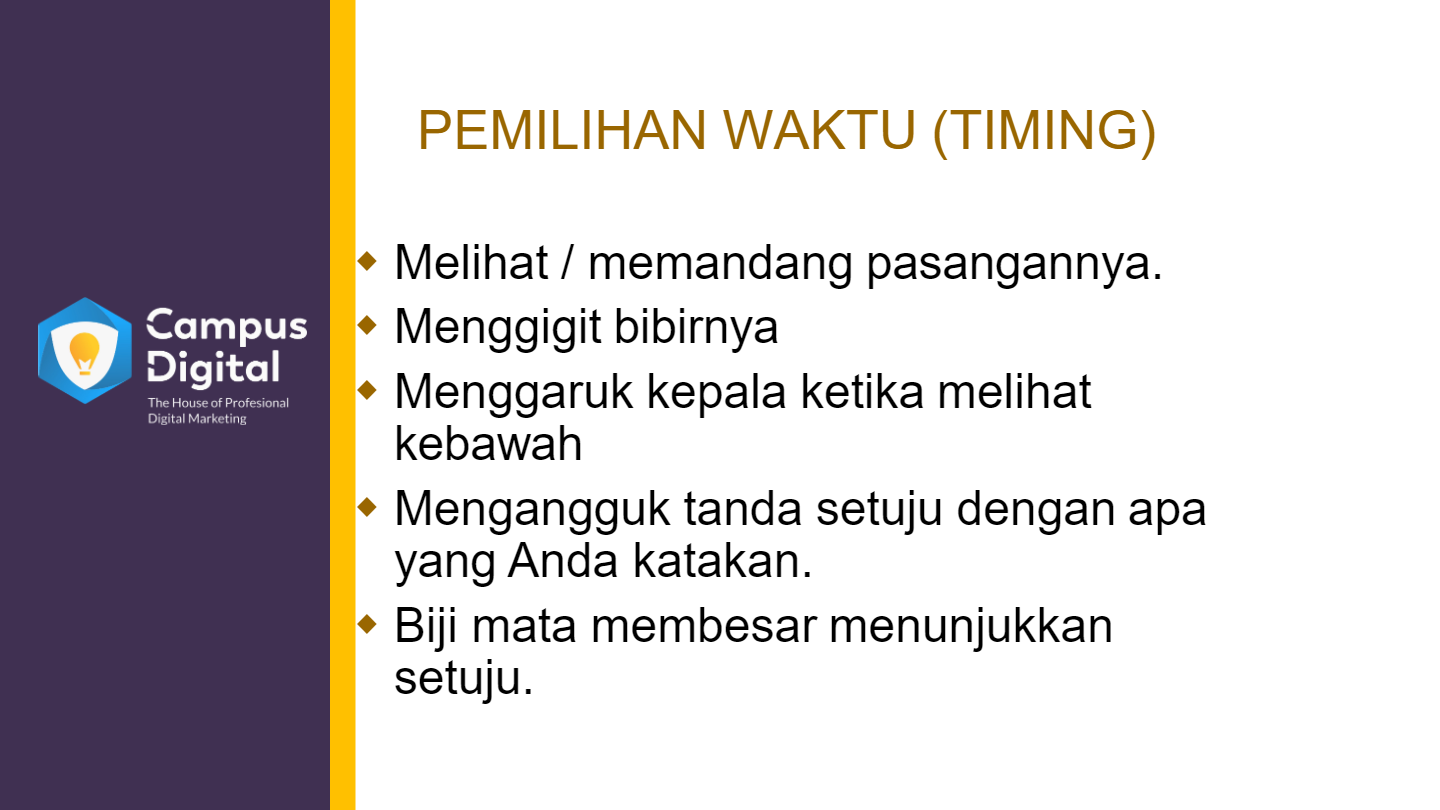 Campus
Digital
The House of Profesional
Digital Marketing
PEMILIHAN WAKTU (TIMING)
Melihat / memandang pasangannya.
Menggigit bibirnya
Menggaruk kepala ketika melihat
kebawah
Mengangguk tanda setuju dengan apa
yang Anda katakan.
Biji mata membesar menunjukkan
setuju.